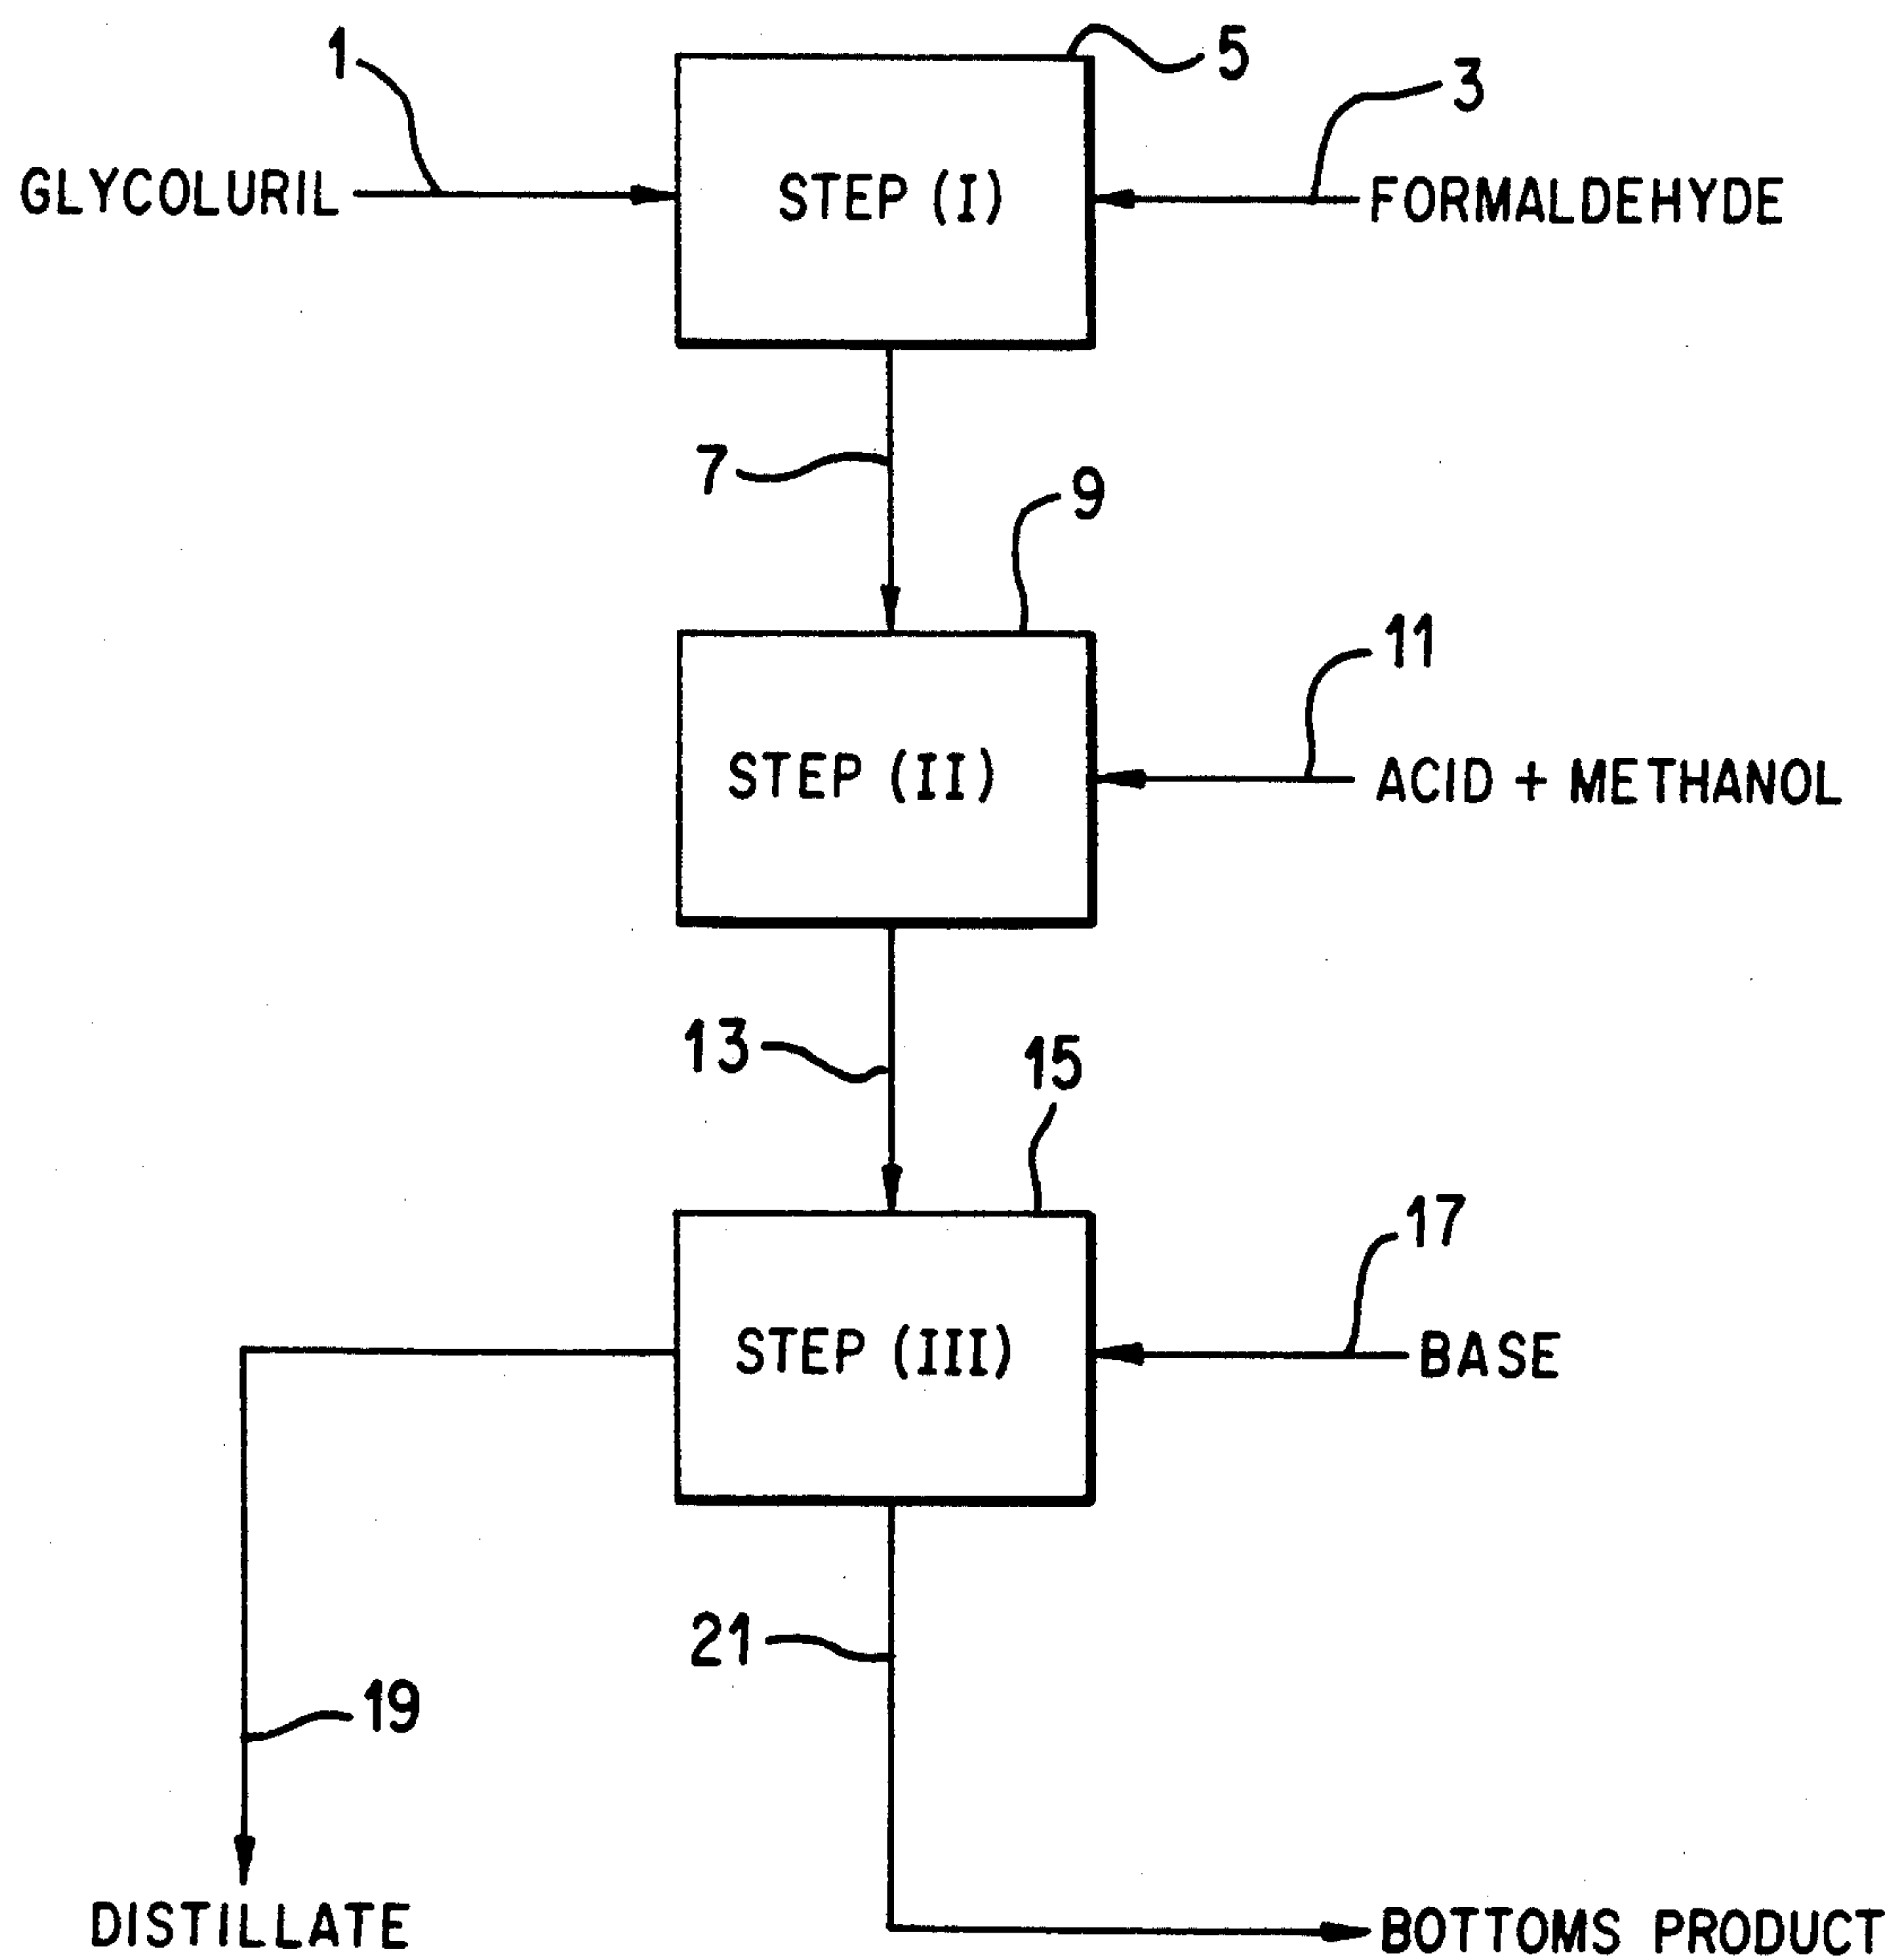 1
5
3
GLYCOLURIL
STEP (I)
FORMALDEHYDE
7
9
11
STEP (II)
ACID + METHANOL
13
15
17
STEP (III)
BASE
21
19
DISTILLATE
BOTTOMS PRODUCT